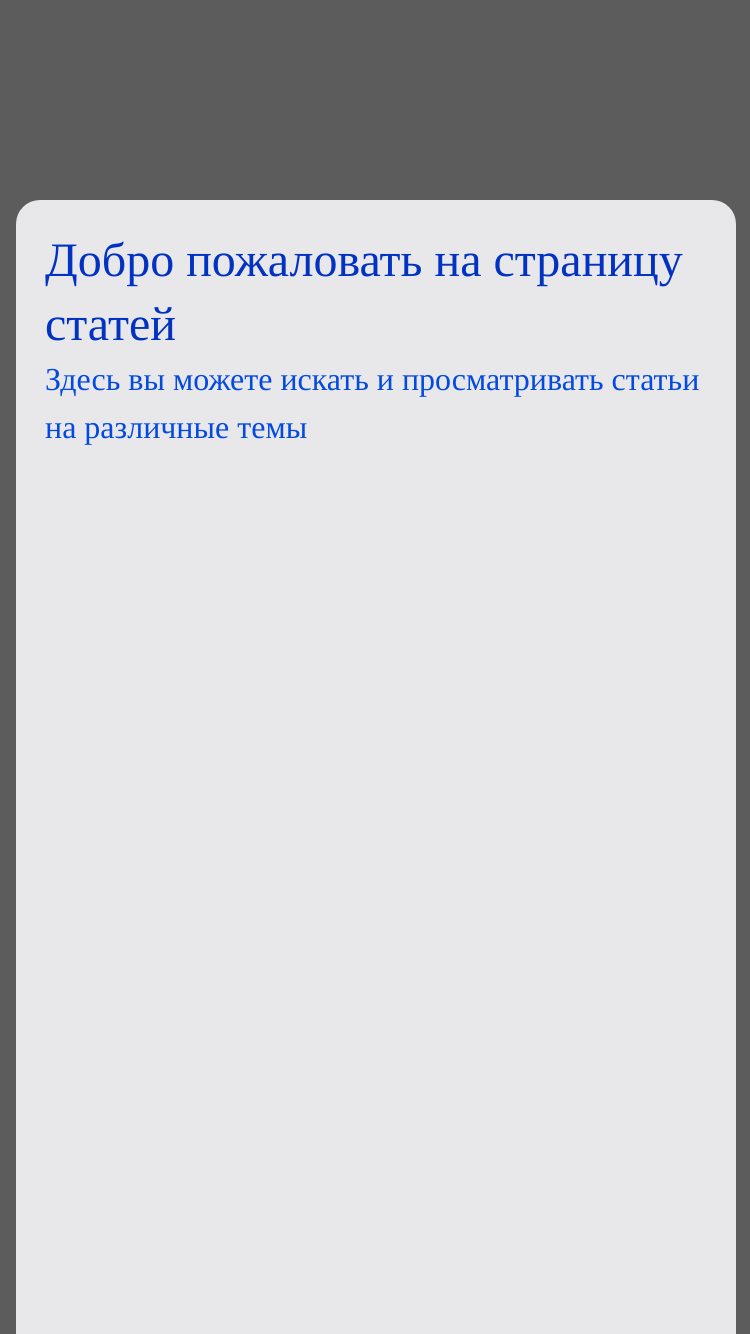 Добро пожаловать на страницу
статей
Здесь вы можете искать и просматривать статьи
на различные темы